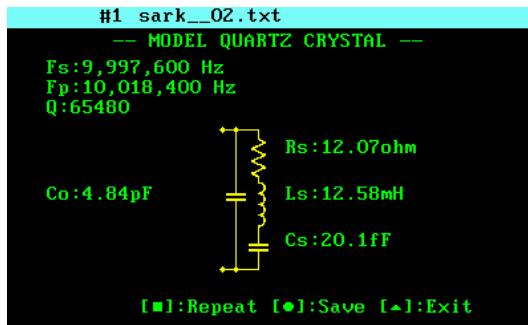 #1 sark__02.txt
-- MODEL QUARTZ CRYSTAL --
Fs:9,997,600 Hz
Fp:10,018,400 Hz
Q:65480
Rs:12.07ohm
Co:4.84pF
Ls:12.58mH
Cs:20.1fF
[■]:Repeat [●]:Save [▲]:Exit